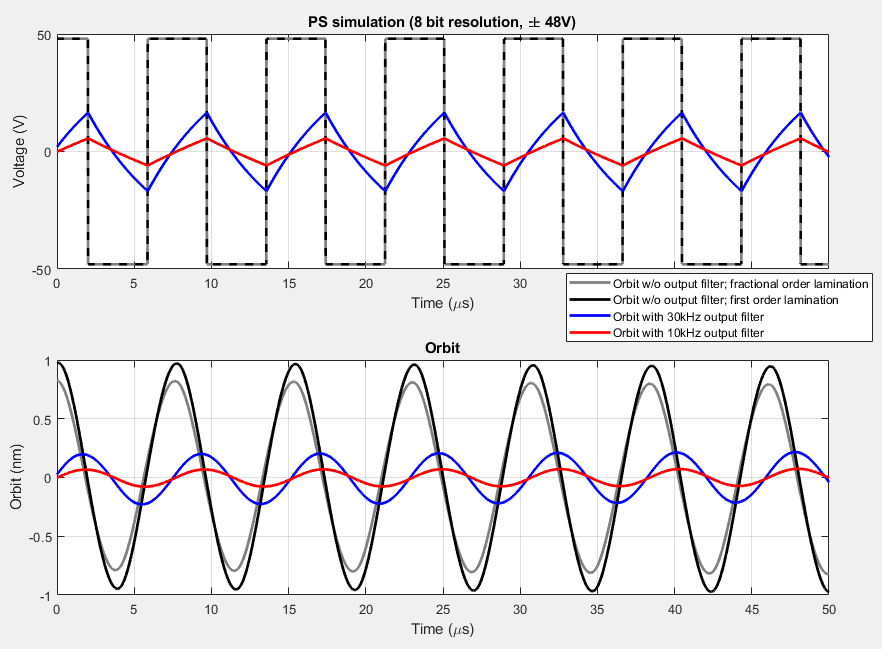 PS simulation (8 bit resolution, ± 48V)
50
0
-50
Voltage (V)
0 5 10 15 20 25 30
Time (μs)
Orbit w/o output filter; fractional order lamination
Orbit w/o output filter; first order lamination
Orbit with 30kHz output filter
Orbit with 10kHz output filter
Orbit
1
0.5
0
-0.5
-1
Orbit (nm)
0 5 10 15 20 25 30 35 40 45 50
Time (μs)